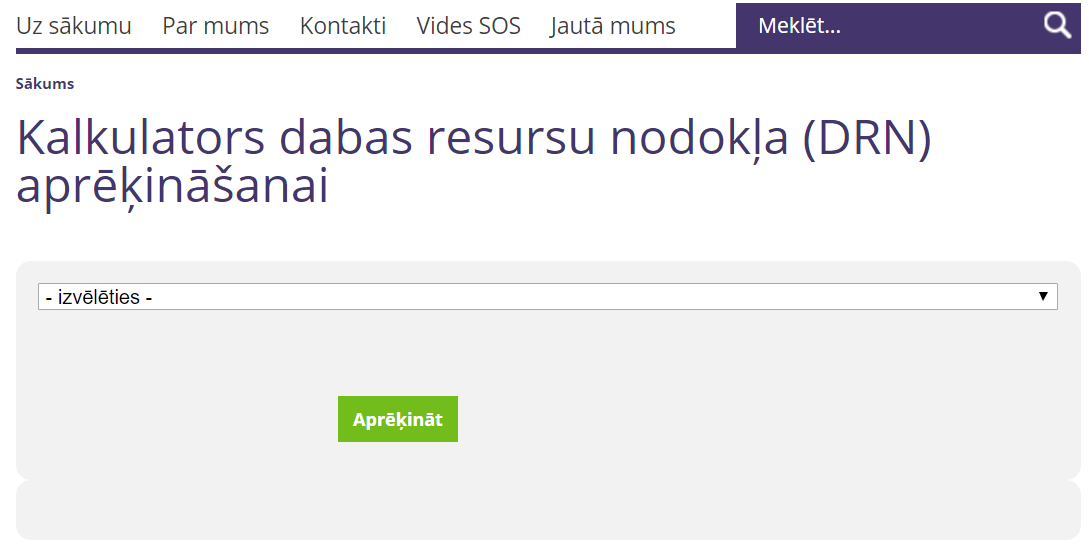 Uz sākumu Par mums Kontakti Vides SOS Jautā mums Meklēt...
Sākums
Kalkulators dabas resursu nodokļa (DRN)
aprēķināšanai
- izvēlēties -
Aprēķināt